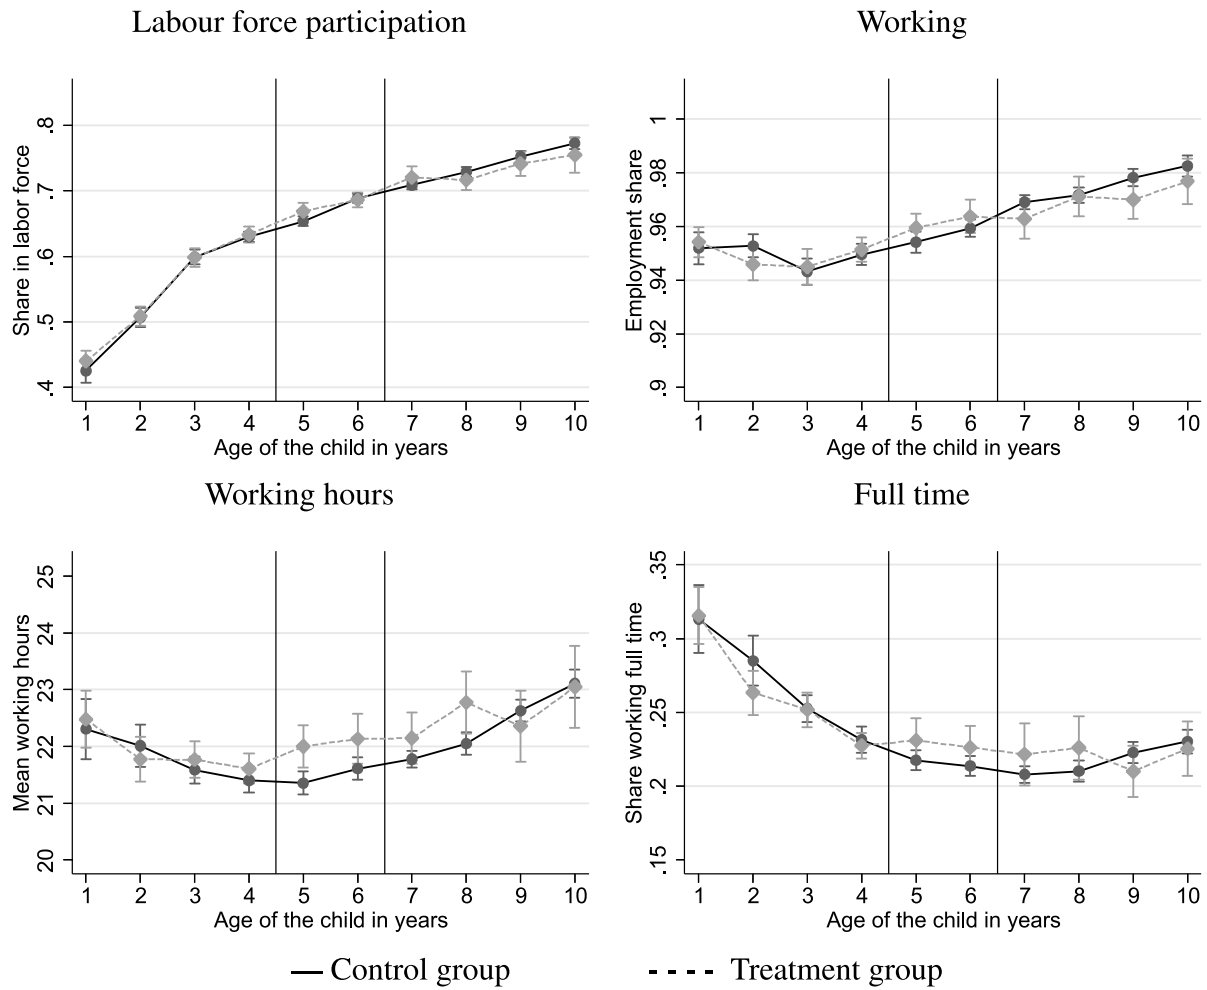 Labour force participation
Working
Share in labor force
.8
.7
.6
.5
.4
1 2 3 4 5 6 7 8 9 10
Age of the child in years
Employment share
1
.98
.96
.94
.92
.9
1 2 3 4 5 6 7 8 9 10
Age of the child in years
Working hours
Full time
Mean working hours
25
24
23
22
21
20
1 2 3 4 5 6 7 8 9 10
Age of the child in years
Share working full time
.35
.3
.25
.2
.15
1 2 3 4 5 6 7 8 9 10
Age of the child in years
Control group
Treatment group